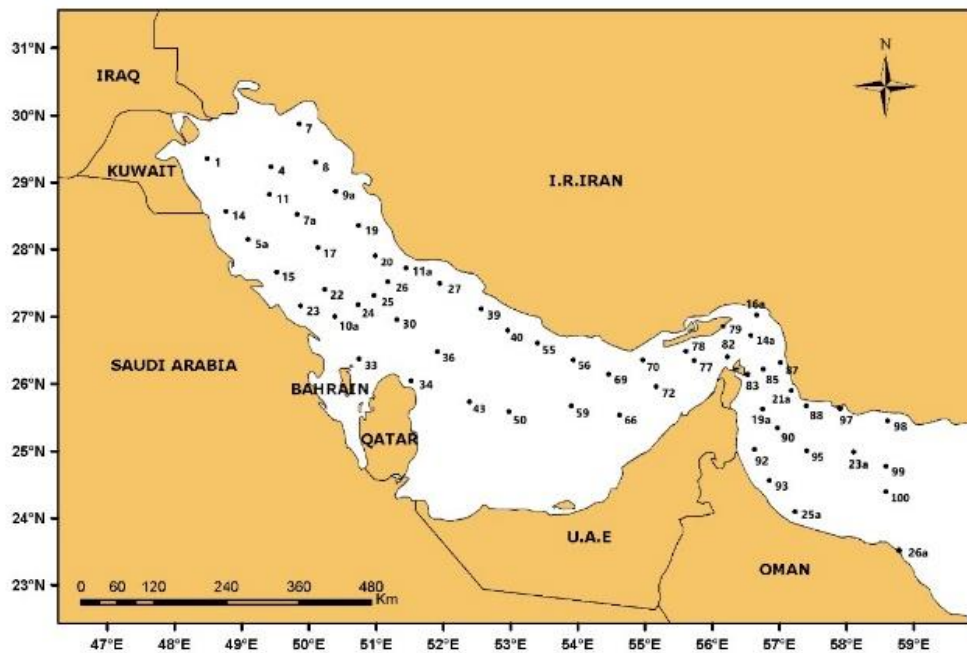 31°N
N
IRAQ
30°N
7
KUWAIT
1
4
8
I.R.IRAN
29°N
9a
11
14
7a
19
28°N
5a
17
20
11a
15
26
27
22
25
16a
27°N
23
24
39
10a
30
79
14a
40
55
78
82
SAUDI ARABIA
33
36
56
70
77
87
26°N
BAHRAIN
34
69
83
85
72
21a
43
59
88
97
QATAR
50
66
19a
98
90
25°N
92
95
23a
99
93
100
24°N
25a
U.A.E
26a
OMAN
23°N
0 60 120 240 360 480
Km
47°E 48°E 49°E 50°E 51°E 52°E 53°E 54°E 55°E 56°E 57°E 58°E 59°E